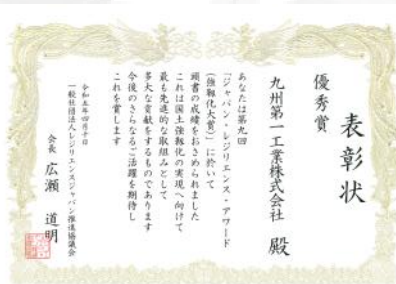 表彰状
優秀賞
九州第一工業株式会社 殿
あなたは第九回
「ジャパン・レジリエンス・アワード
(強靱化大賞)」に於いて
頭書の成績をおさめられました
これは国土強靱化の実現へ向けて
最も先進的な取組みとして
多大な貢献をするものであります
今後のさらなるご活躍を期待し
これを賞します
令和五年四月十日
一般社団法人レジリエンスジャパン推進協議会
会長 広瀬 道明